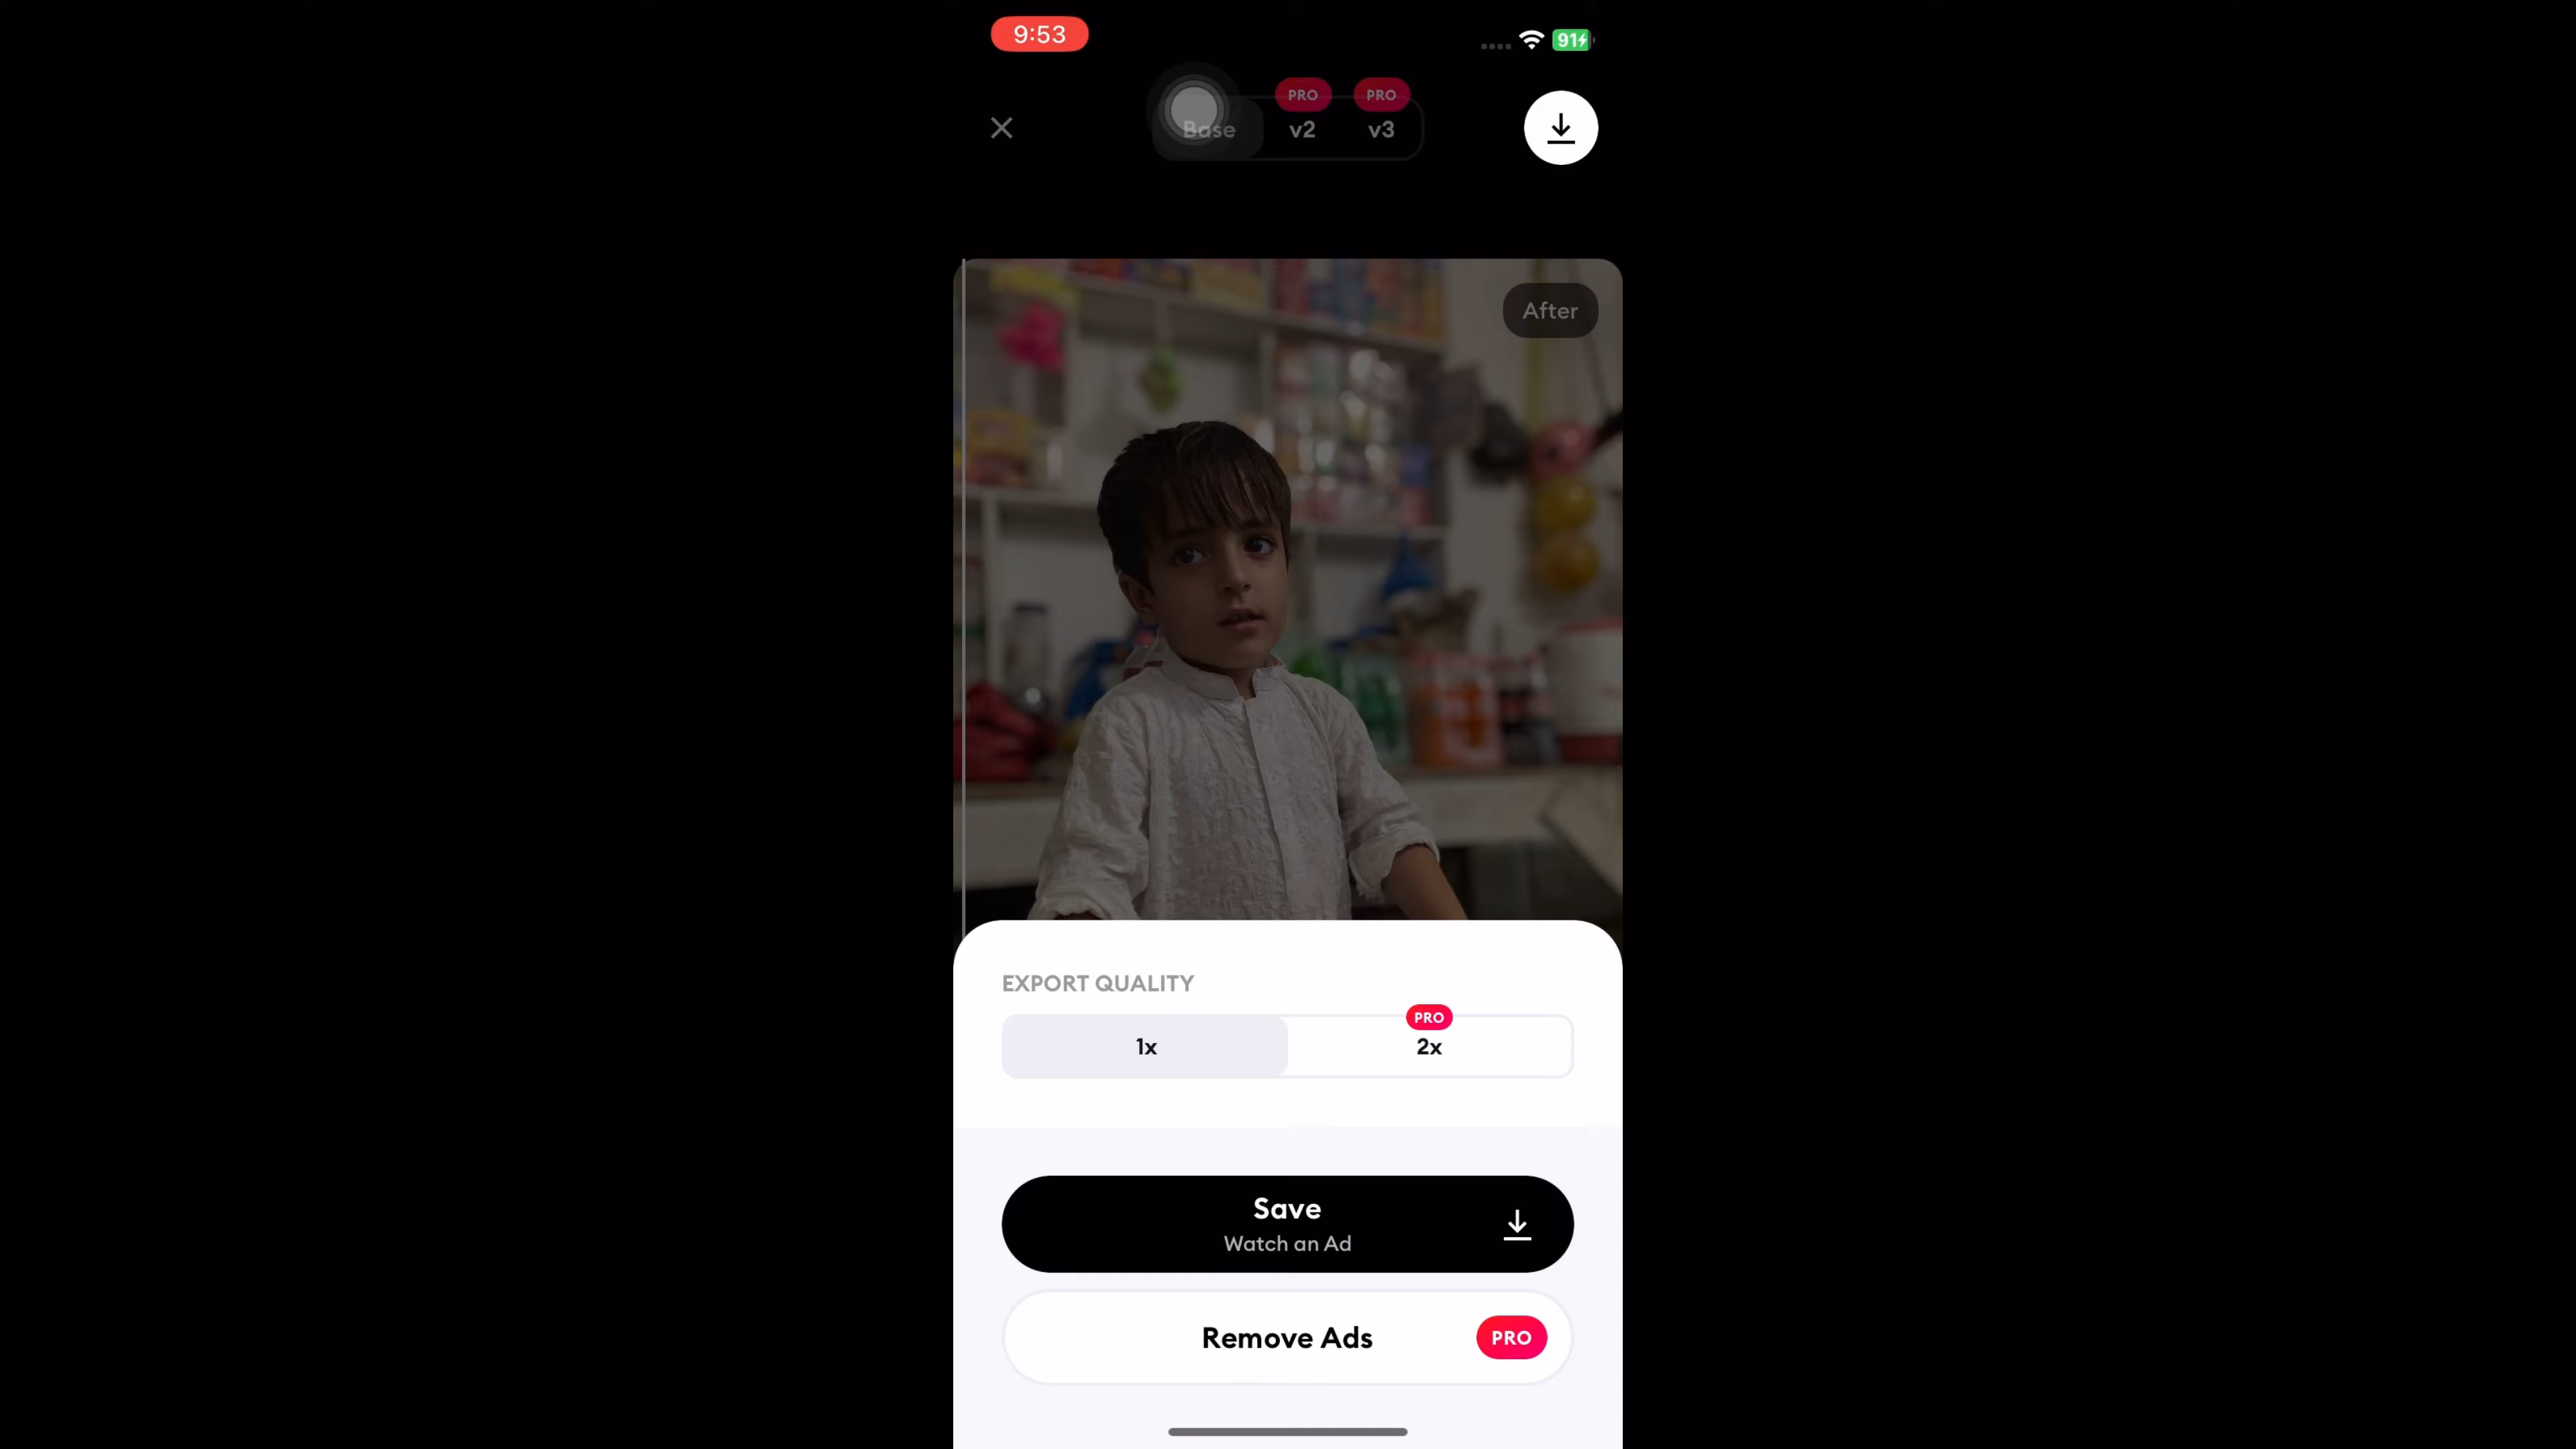 9:53
91
PRO PRO
Base v2 v3
After
EXPORT QUALITY
PRO
1x 2x
Save
Watch an Ad
Remove Ads PRO